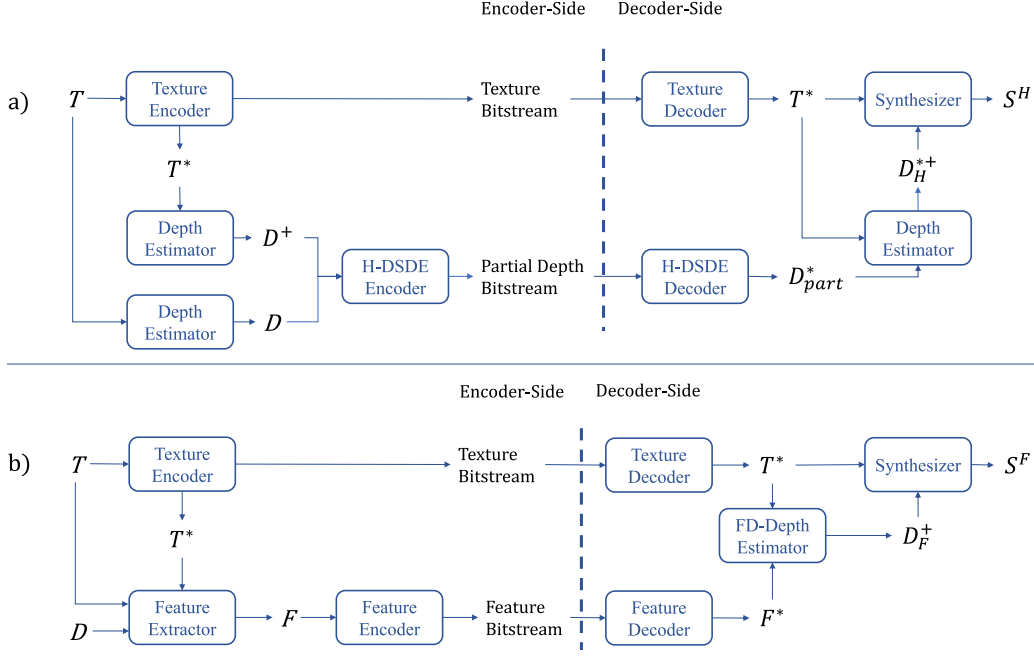 Encoder-Side Decoder-Side
a)
T
Texture
Encoder
Texture
Bitstream
Texture
Decoder
T*
Synthesizer
S^H
T*
D_H^{*+}
Depth
Estimator
D^+
Depth
Estimator
H-DSDE
Encoder
Partial Depth
Bitstream
H-DSDE
Decoder
D_{part}^*
Depth
Estimator
D
Encoder-Side Decoder-Side
b)
T
Texture
Encoder
Texture
Bitstream
Texture
Decoder
T*
Synthesizer
S^F
T*
FD-Depth
Estimator
D_F^+
D
Feature
Extractor
F
Feature
Encoder
Feature
Bitstream
Feature
Decoder
F*